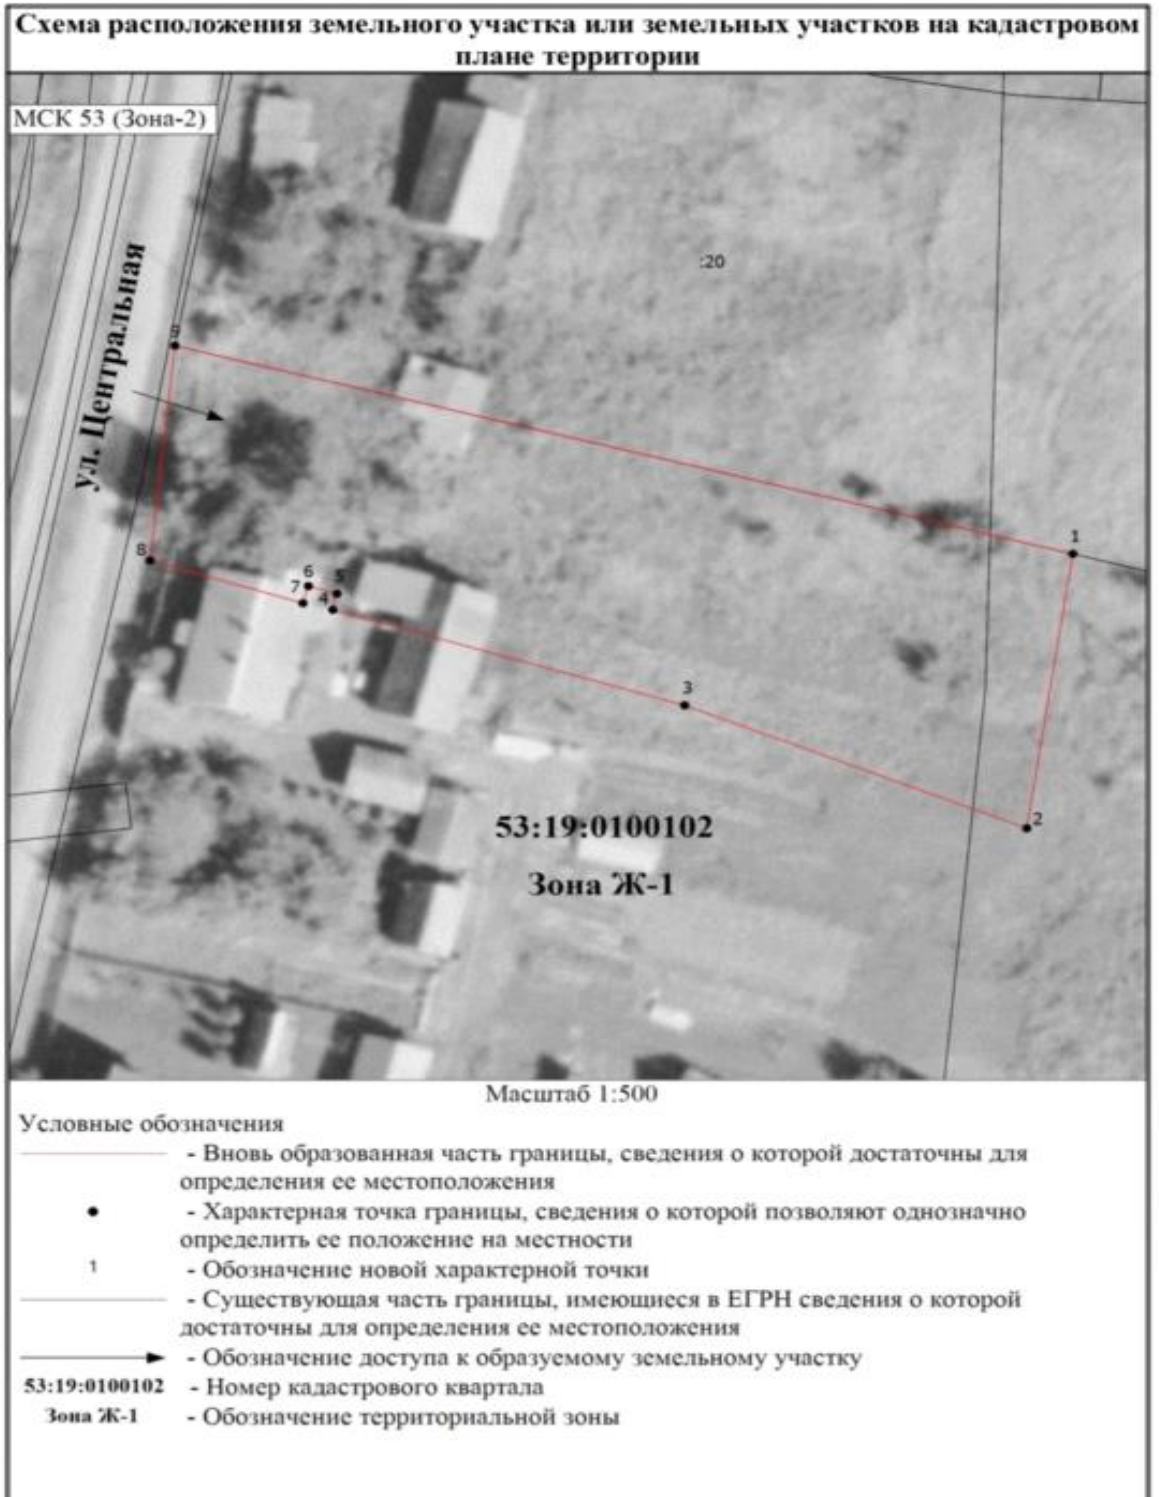 Схема расположения земельного участка или земельных участков на кадастровом
плане территории
МСК 53 (Зона-2)
:20
ул. Центральная
9
1
8
6
5
7
4
3
2
53:19:0100102
Зона Ж-1
Масштаб 1:500
Условные обозначения
- Вновь образованная часть границы, сведения о которой достаточны для
определения ее местоположения
- Характерная точка границы, сведения о которой позволяют однозначно
определить ее положение на местности
1 - Обозначение новой характерной точки
- Существующая часть границы, имеющиеся в ЕГРН сведения о которой
достаточны для определения ее местоположения
- Обозначение доступа к образуемому земельному участку
53:19:0100102 - Номер кадастрового квартала
Зона Ж-1 - Обозначение территориальной зоны